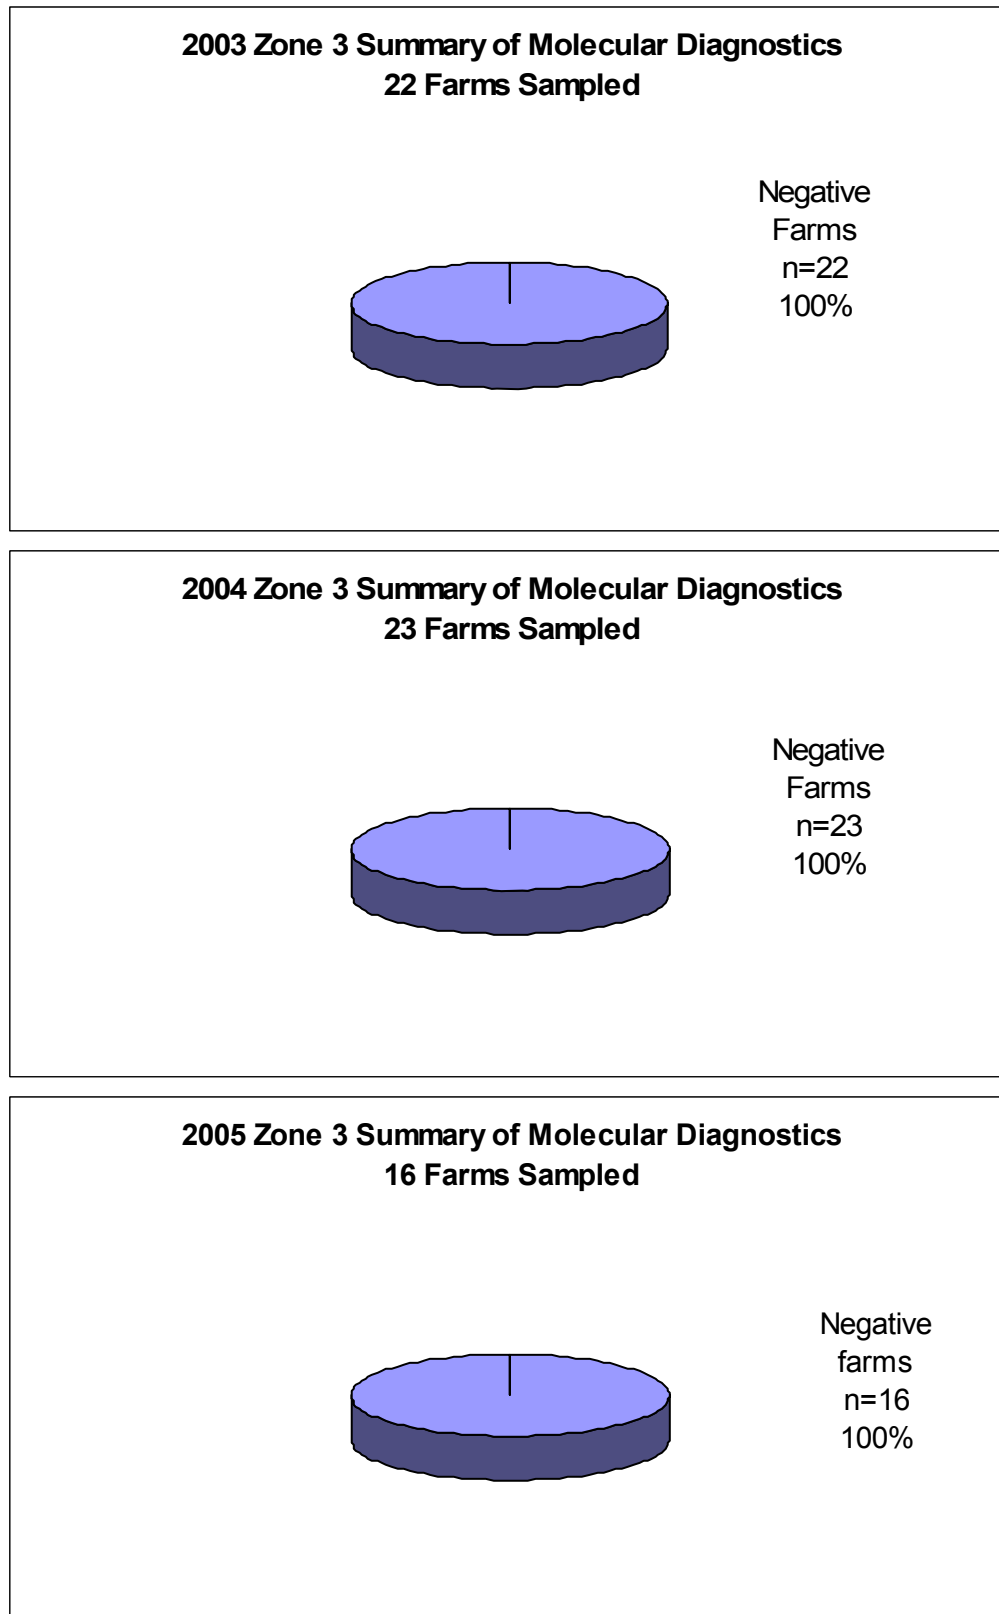 2003 Zone 3 Summary of Molecular Diagnostics
22 Farms Sampled
Negative
Farms
n=22
100%
2004 Zone 3 Summary of Molecular Diagnostics
23 Farms Sampled
Negative
Farms
n=23
100%
2005 Zone 3 Summary of Molecular Diagnostics
16 Farms Sampled
Negative
farms
n=16
100%